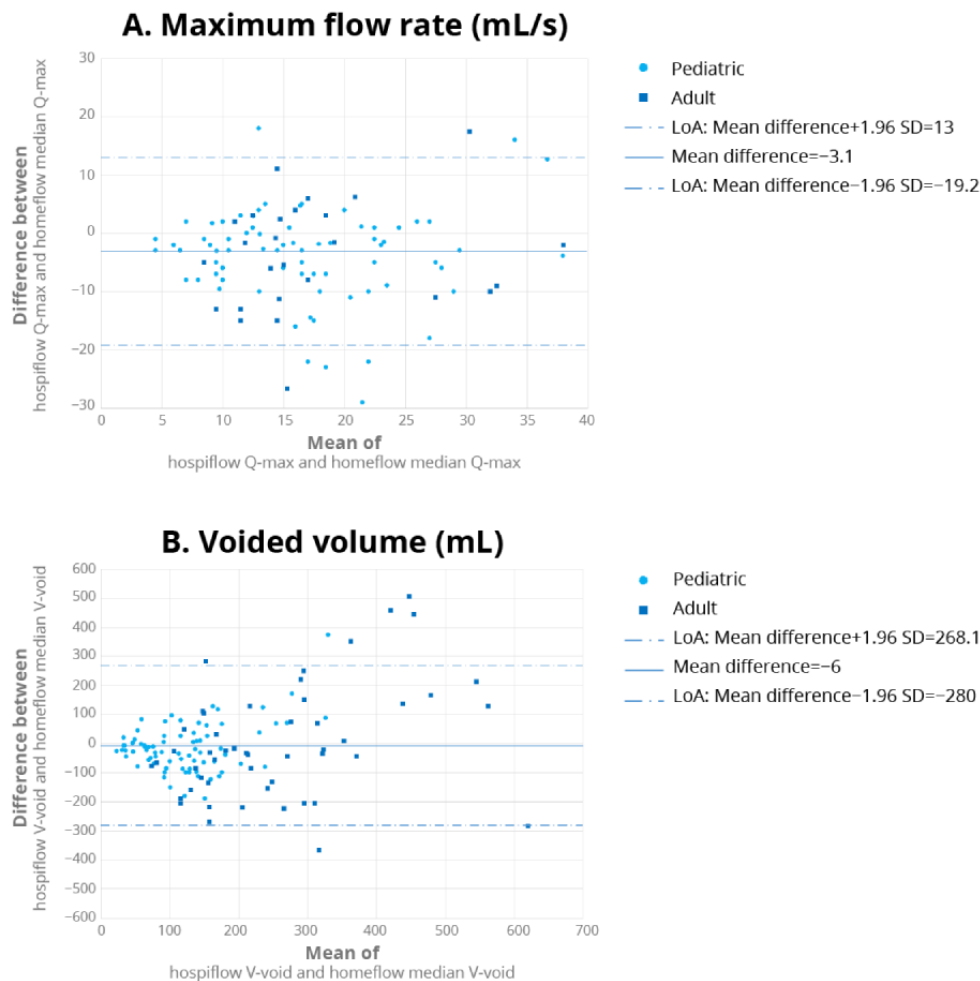 A. Maximum flow rate (mL/s)
Difference between
hospiflow Q-max and homeflow median Q-max
30
20
10
0
−10
−20
−30
0 5 10 15 20 25 30 35 40
Mean of
hospiflow Q-max and homeflow median Q-max
Pediatric
Adult
LoA: Mean difference+1.96 SD=13
Mean difference=−3.1
LoA: Mean difference−1.96 SD=−19.2
B. Voided volume (mL)
Difference between
hospiflow V-void and homeflow median V-void
600
500
400
300
200
100
0
−100
−200
−300
−400
−500
−600
0 100 200 300 400 500 600 700
Mean of
hospiflow V-void and homeflow median V-void
Pediatric
Adult
LoA: Mean difference+1.96 SD=268.1
Mean difference=−6
LoA: Mean difference−1.96 SD=−280